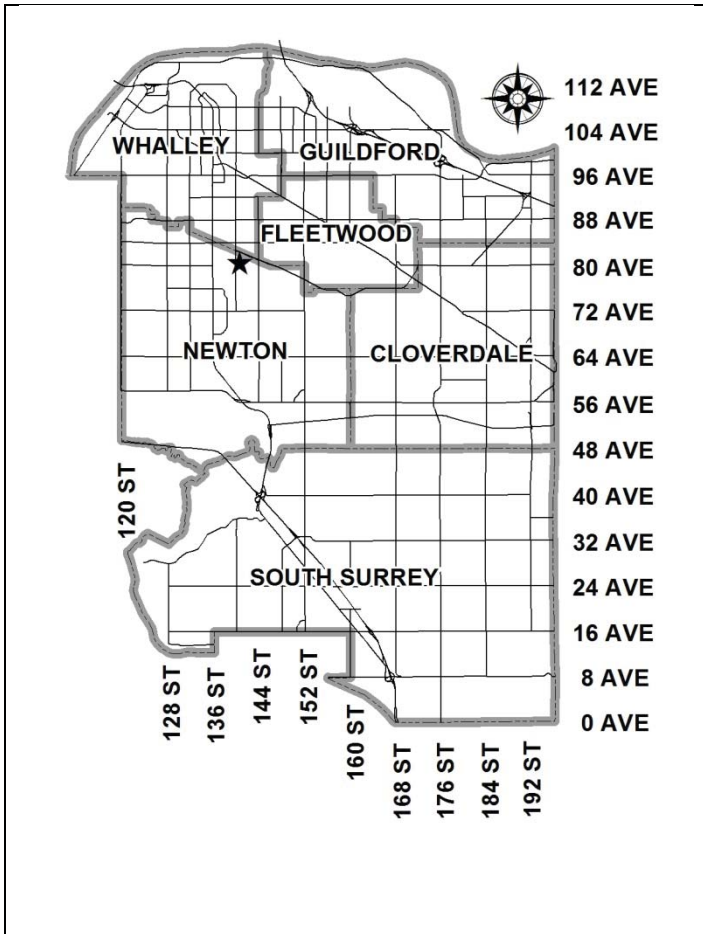 112 AVE
104 AVE
WHALLEY
GUILDFORD
96 AVE
88 AVE
FLEETWOOD
80 AVE
72 AVE
NEWTON
CLOVERDALE
64 AVE
56 AVE
48 AVE
120 ST
40 AVE
32 AVE
SOUTH SURREY
24 AVE
16 AVE
128 ST
136 ST
144 ST
152 ST
160 ST
8 AVE
0 AVE
168 ST
176 ST
184 ST
192 ST